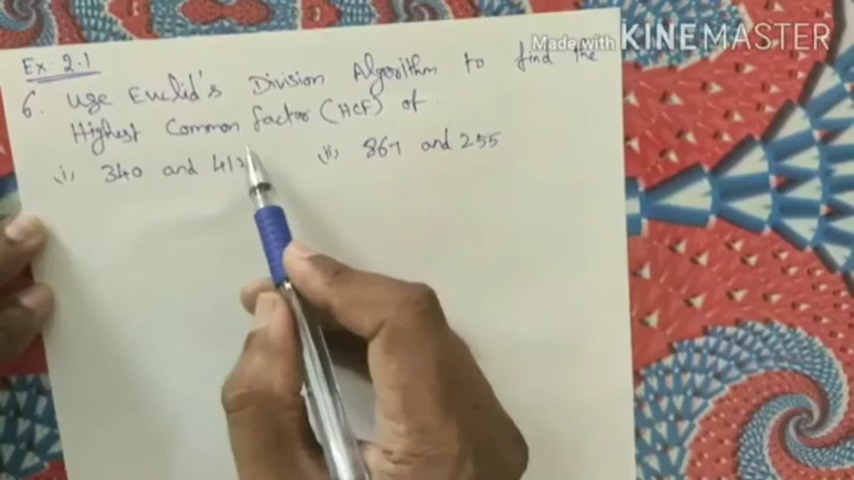 Made with KINEMASTER
Ex. 2.1
6. Use Euclid's Division Algorithm to find the
Highest Common factor (HCF) of.
(i) 340 and 412 (ii) 867 and 255